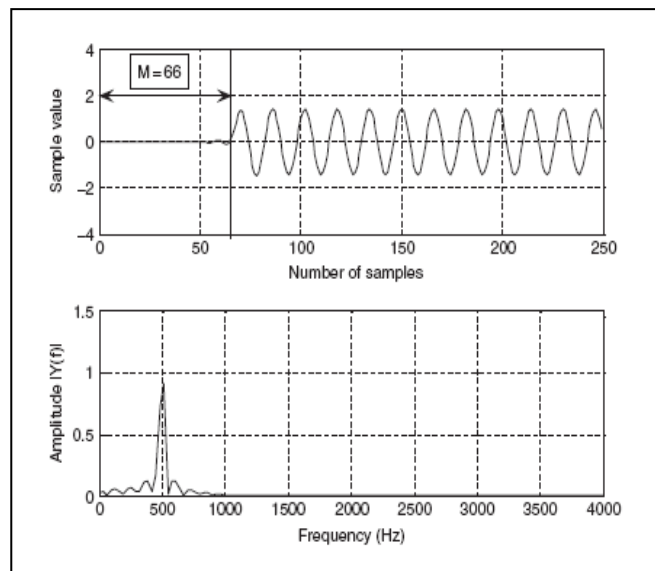 4
M=66
2
0
−2
−4
Sample value
0 50 100 150 200 250
Number of samples
1.5
1
0.5
0
Amplitude |Y(f)|
0 500 1000 1500 2000 2500 3000 3500 4000
Frequency (Hz)